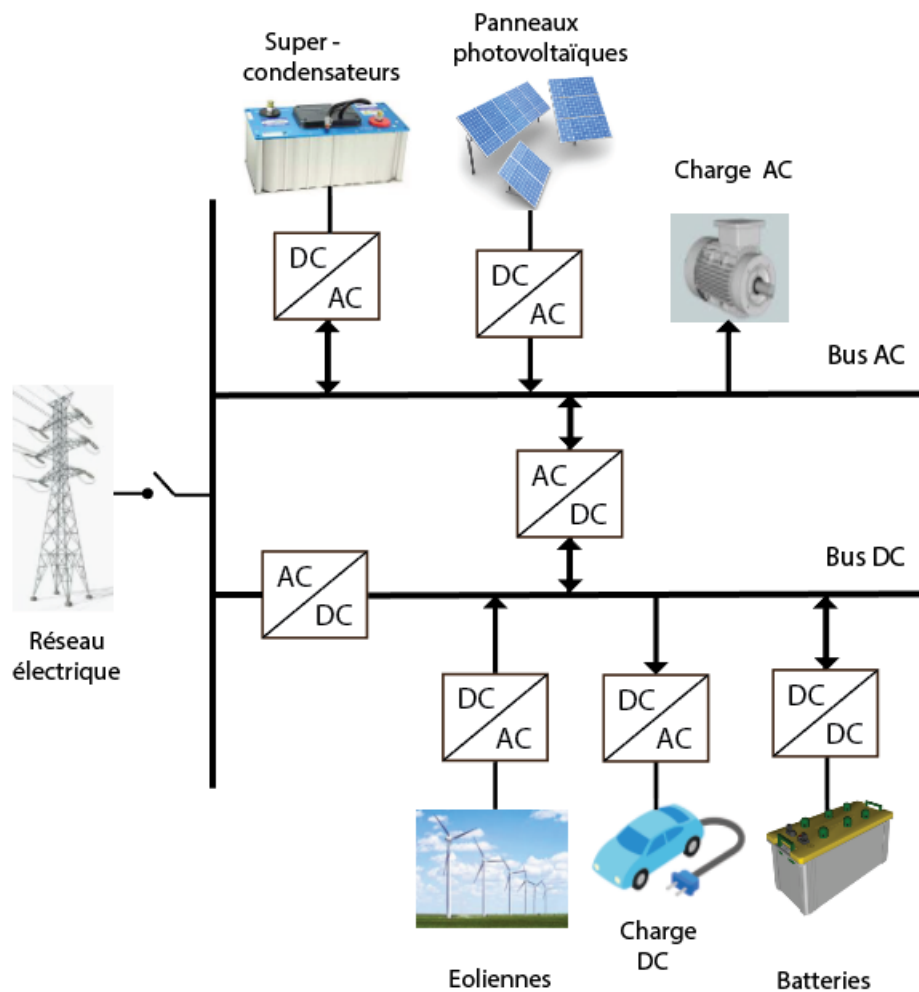 Super -
condensateurs
Panneaux
photovoltaïques
Charge AC
DC
AC
DC
AC
Bus AC
AC
DC
Bus DC
AC
DC
Réseau
électrique
DC
AC
DC
AC
DC
DC
Charge
DC
Eoliennes
Batteries